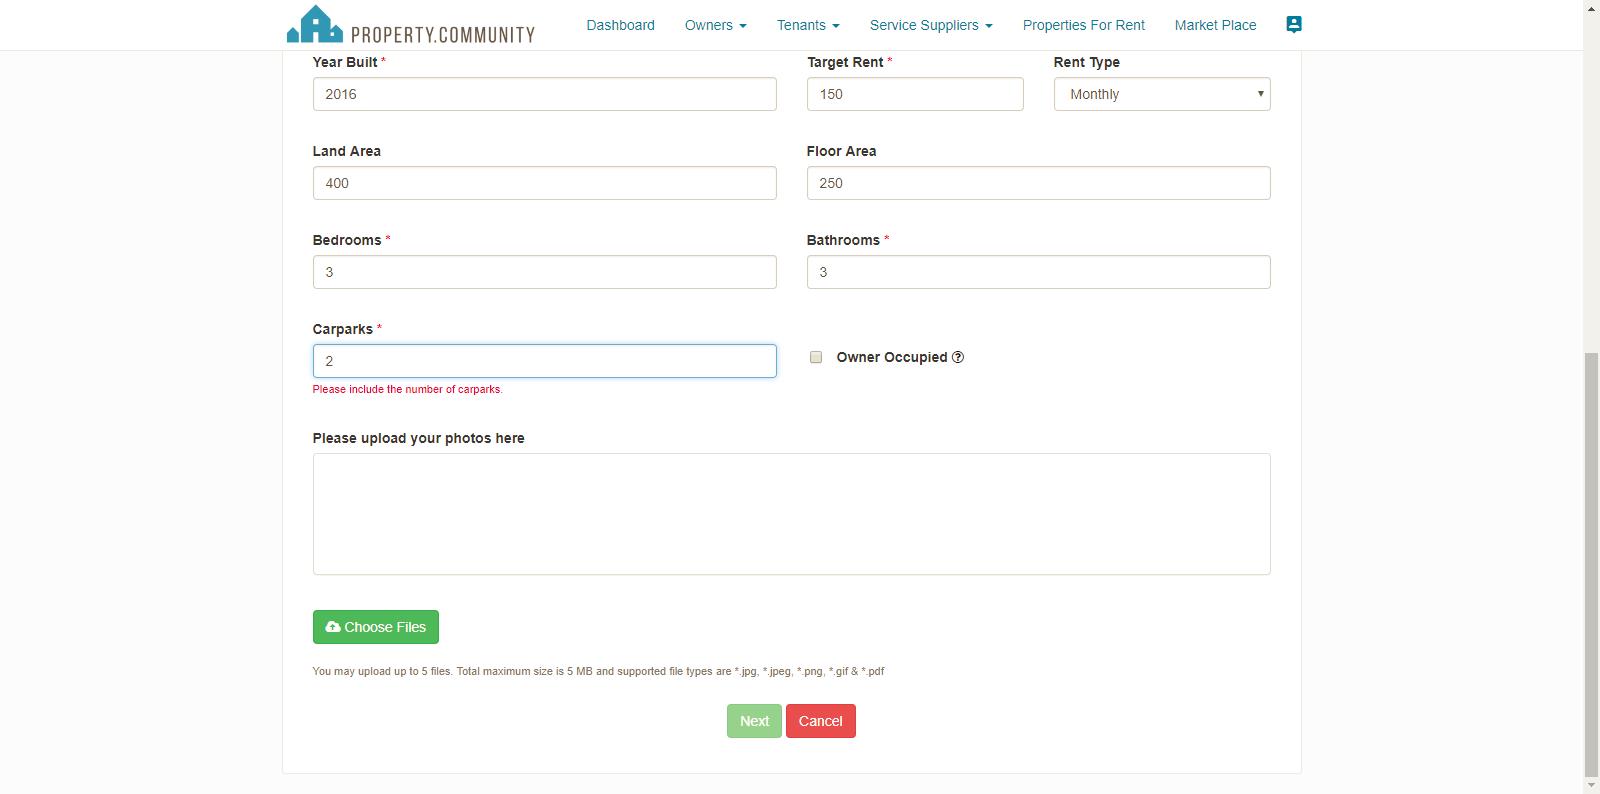 PROPERTY.COMMUNITY
Dashboard Owners Tenants Service Suppliers Properties For Rent Market Place
Year Built * Target Rent * Rent Type
2016 150 Monthly
Land Area Floor Area
400 250
Bedrooms * Bathrooms *
3 3
Carparks *
2 Owner Occupied
Please include the number of carparks.
Please upload your photos here
Choose Files
You may upload up to 5 files. Total maximum size is 5 MB and supported file types are *.jpg, *.jpeg, *.png, *.gif & *.pdf
Next Cancel